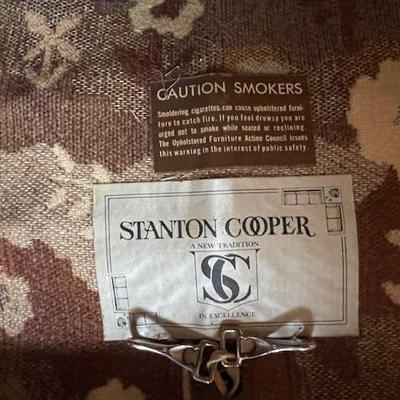 CAUTION SMOKERS
Smoldering cigarettes can cause upholstered furni-
ture to catch fire. If you feel drowsy you are
urged not to smoke while seated or reclining.
The Upholstered Furniture Action Council issues
this warning in the interest of public safety.
STANTON COOPER
A NEW TRADITION
SC
IN EXCELLENCE